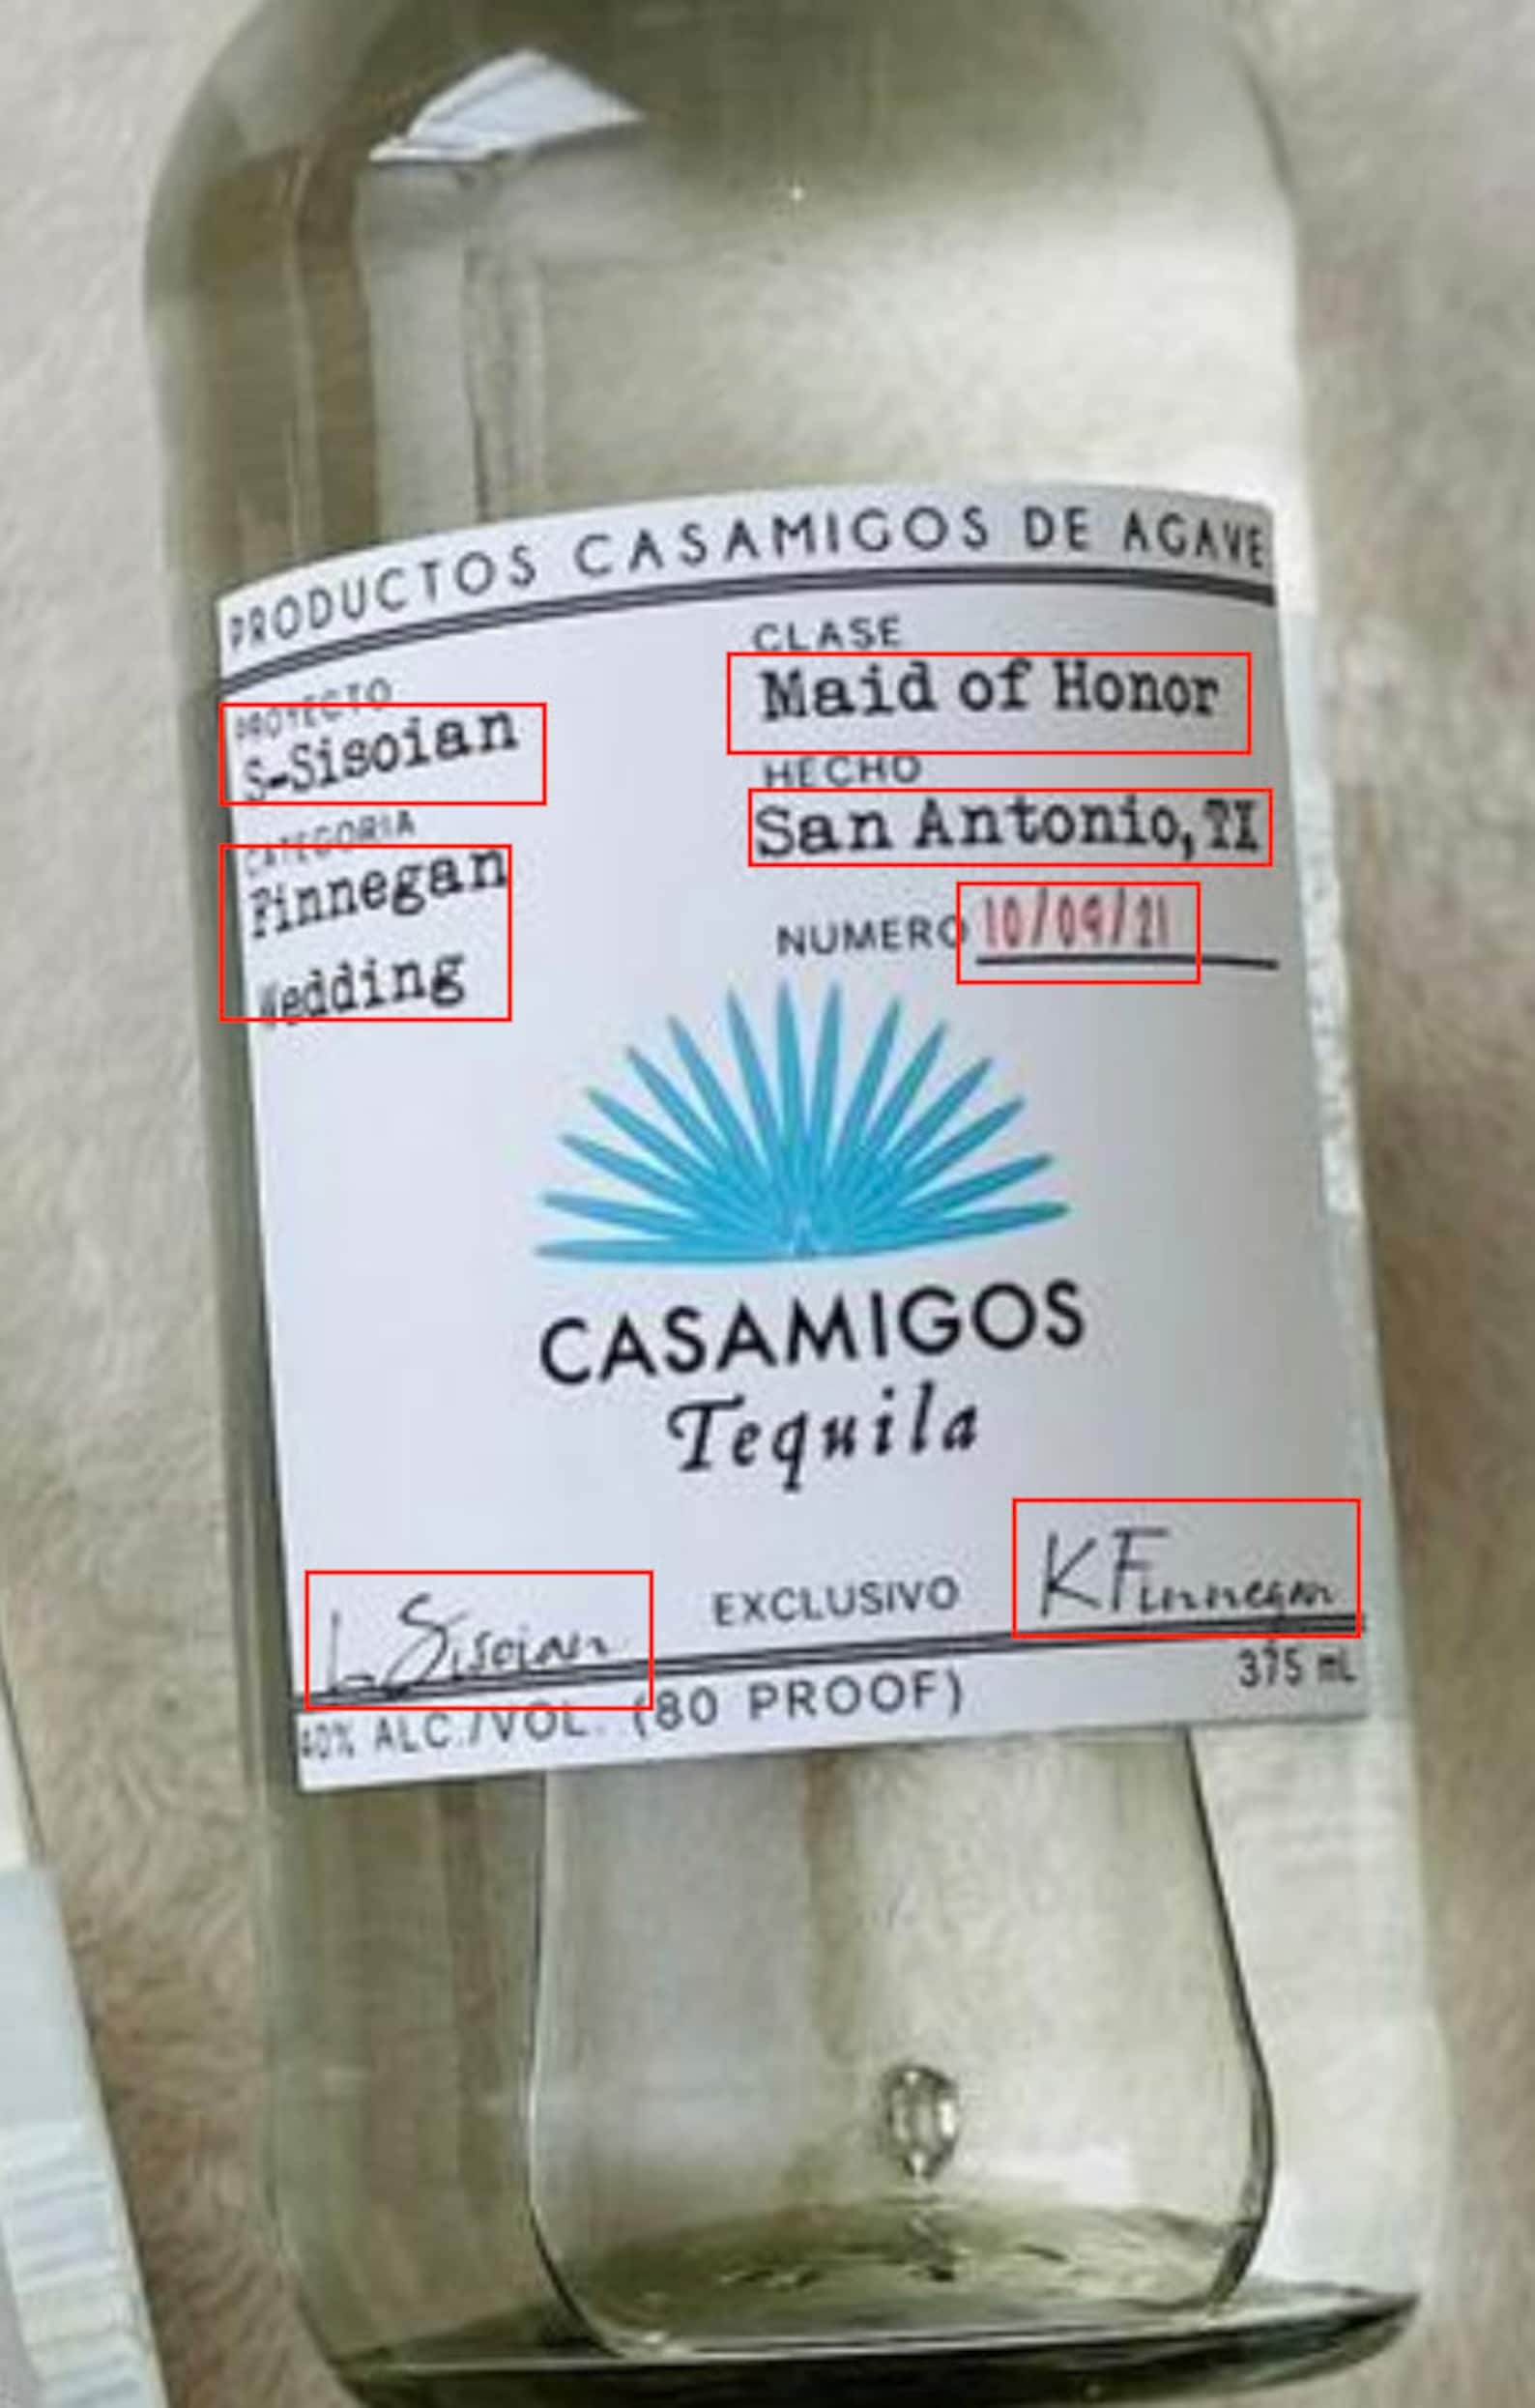 PRODUCTOS CASAMIGOS DE AGAVE
PROYECTO
S-Sisoian
CATEGORIA
Finnegan
Wedding
CLASE
Maid of Honor
HECHO
San Antonio, TX
NUMERO 10/09/21
CASAMIGOS
Tequila
L Sisoian
EXCLUSIVO
K Finnegan
40% ALC./VOL. (80 PROOF)
375 mL